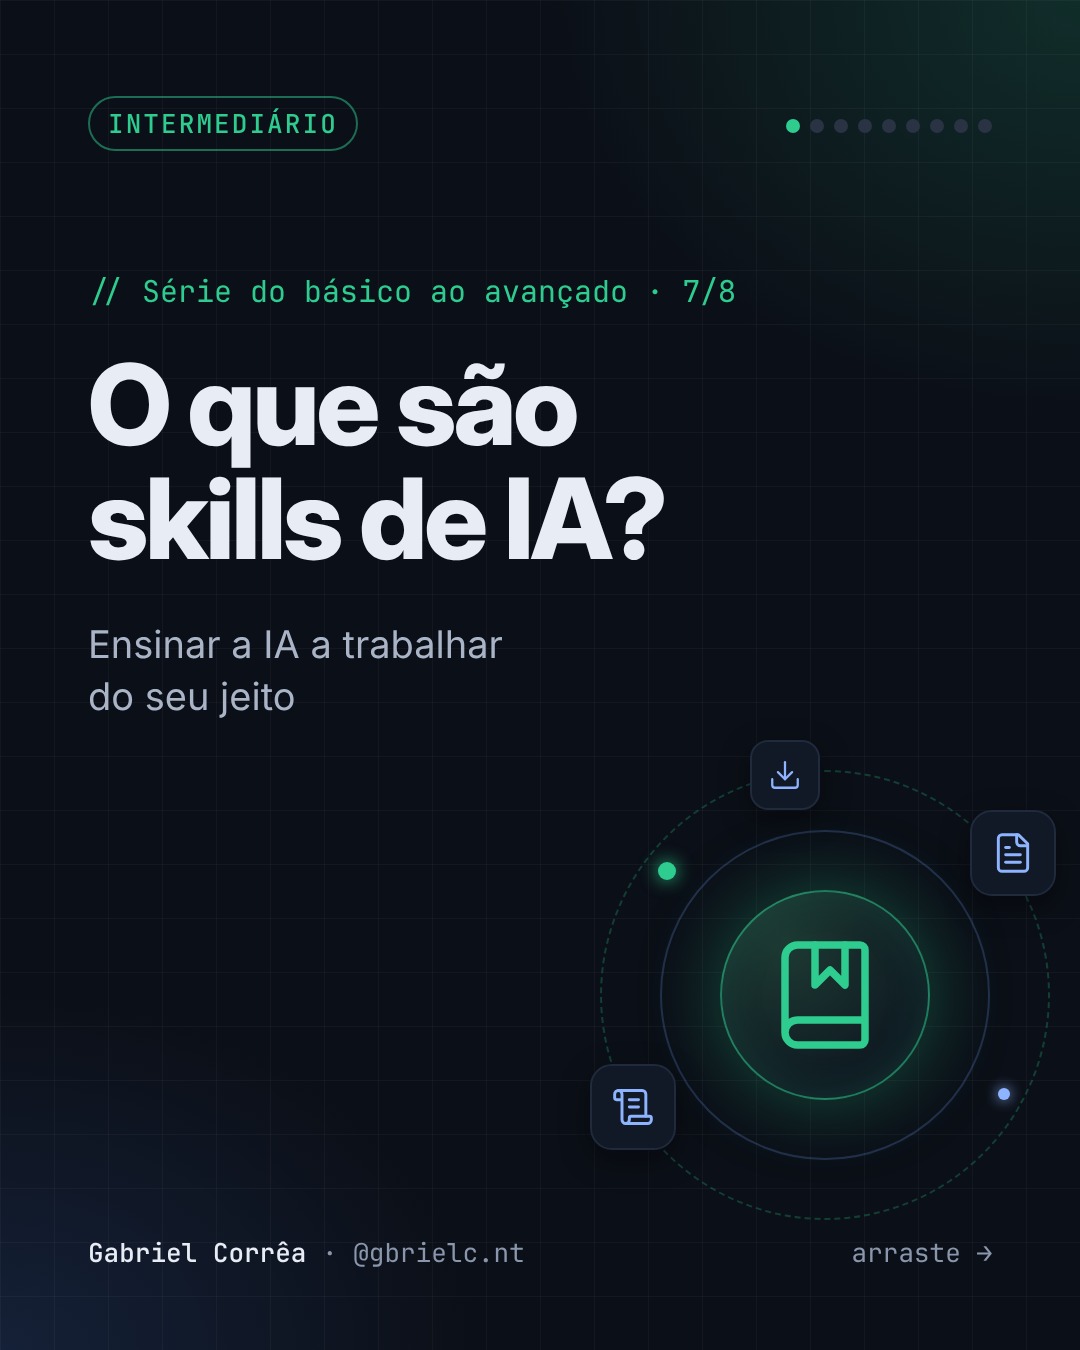 INTERMEDIÁRIO
// Série do básico ao avançado · 7/8
O que são
skills de IA?
Ensinar a IA a trabalhar
do seu jeito
Gabriel Corrêa · @gbrielc.nt
arraste →